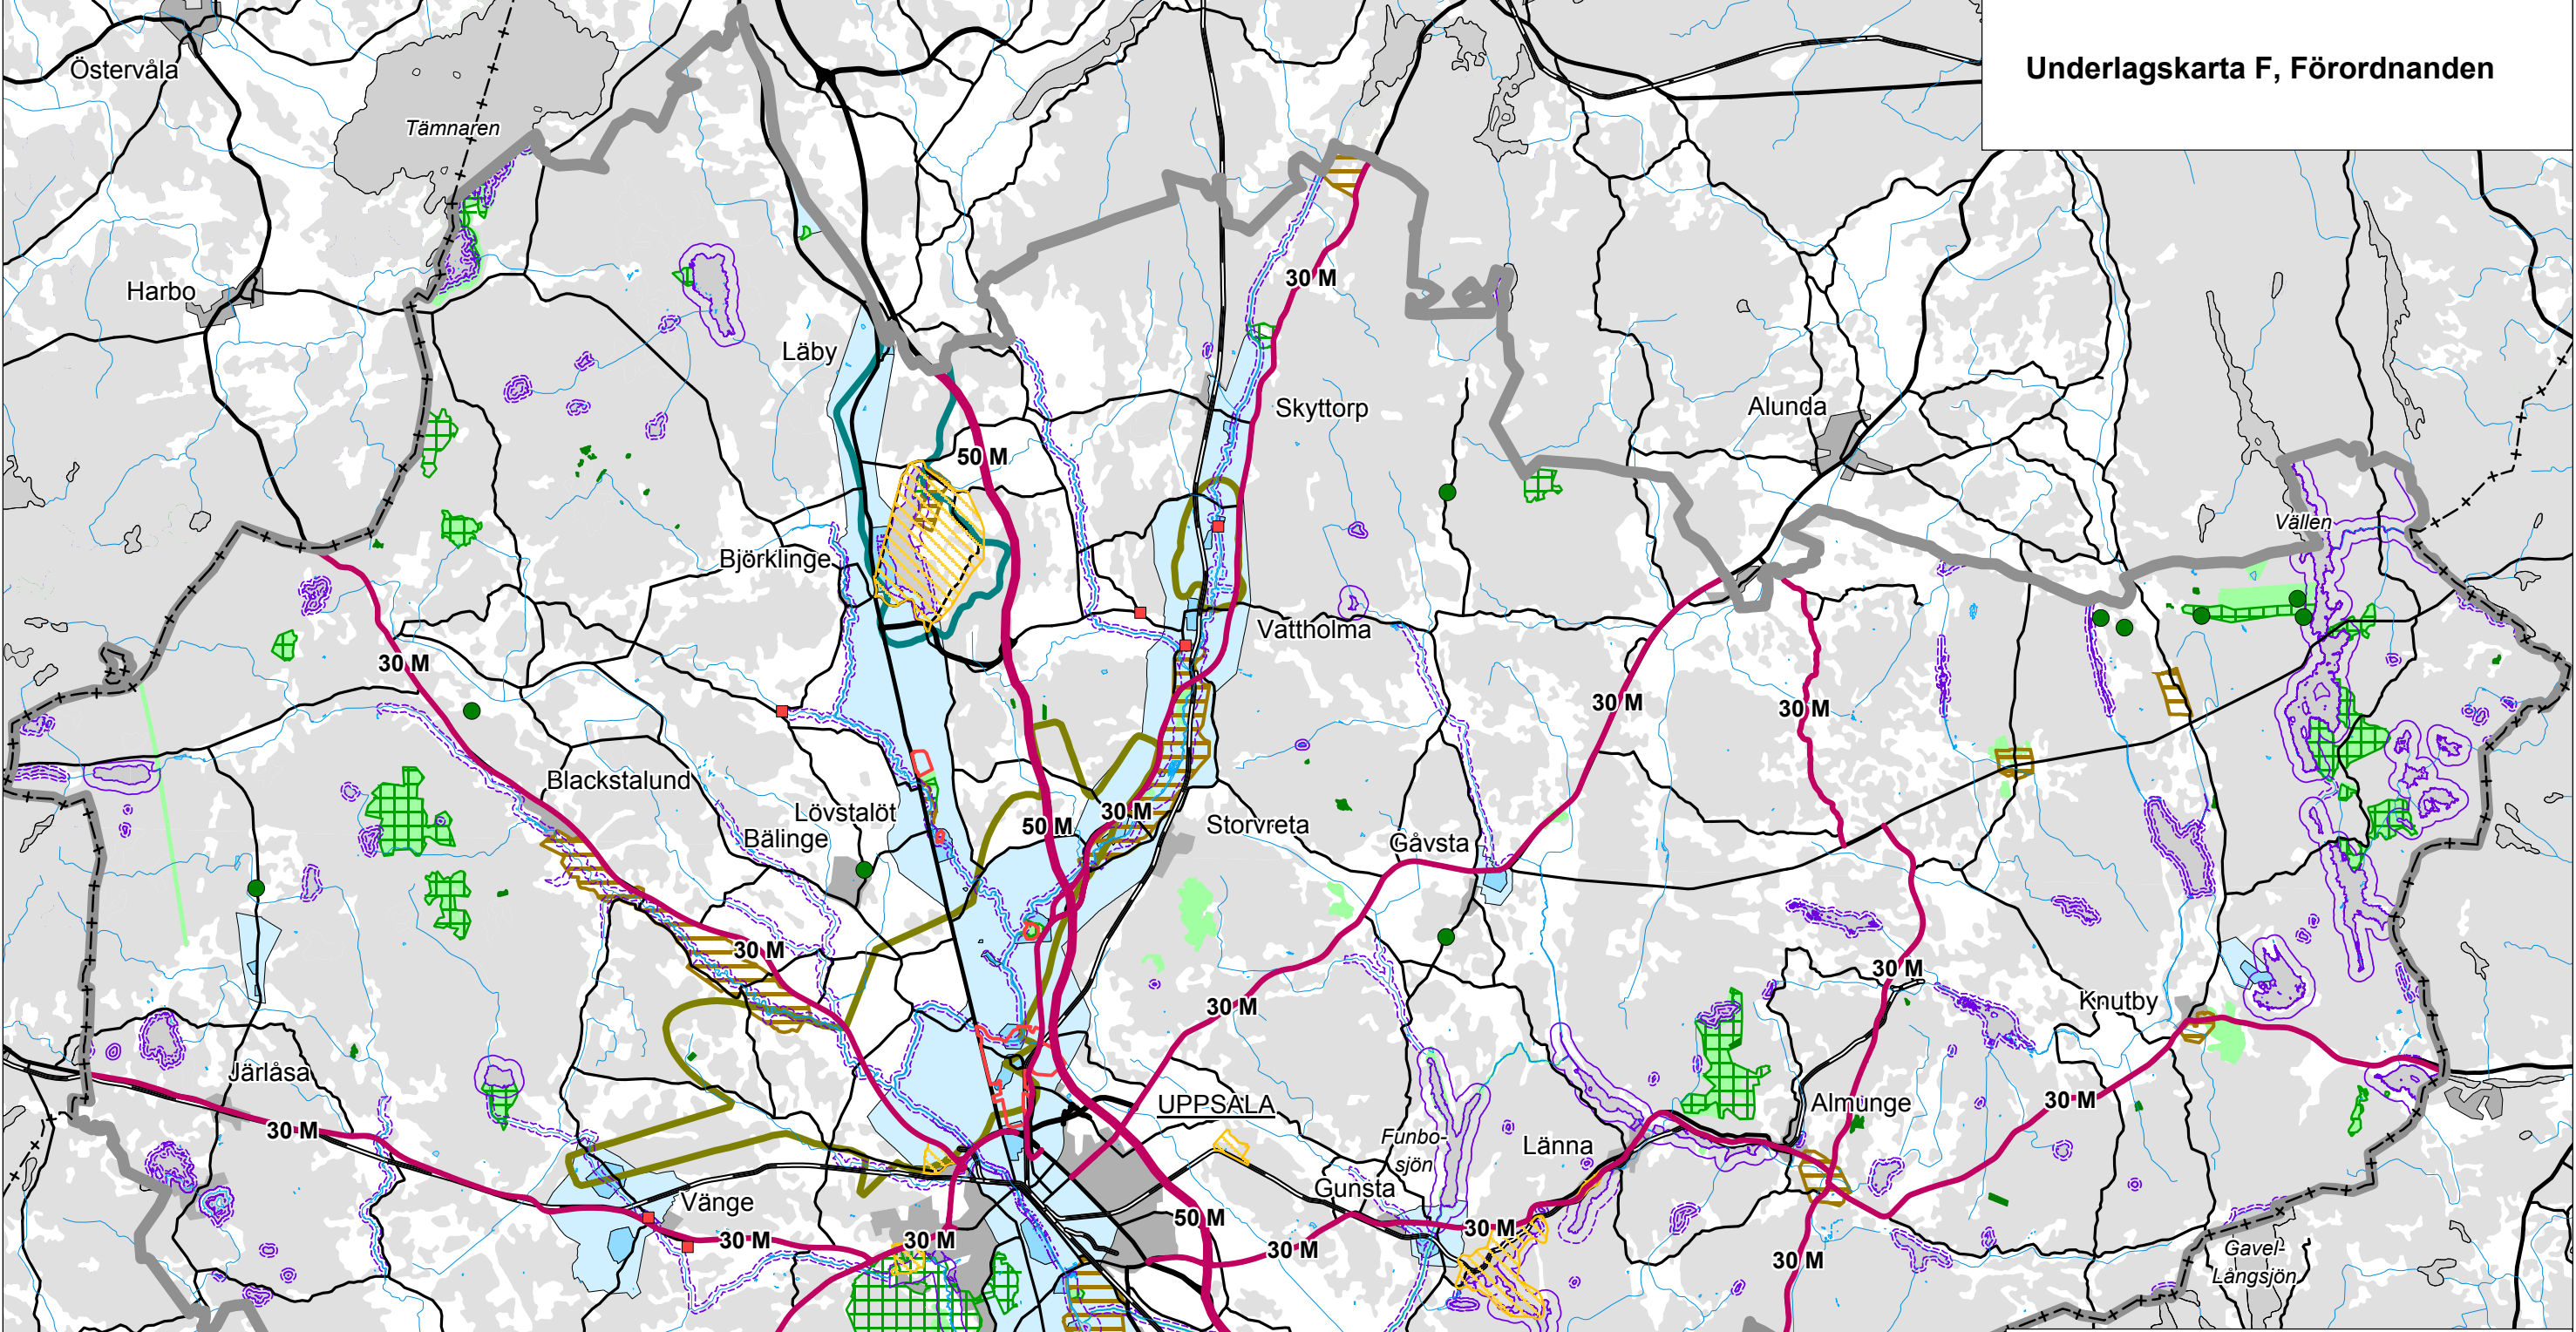 Underlagskarta F, Förordnanden
Östervåla
Tämnaren
Harbo
30 M
Läby
Skyttorp
Alunda
50 M
Vällen
Björklinge
Vattholma
30 M
30 M
30 M
Blackstalund
Lövstalöt
Bälinge
50 M
30 M
Storvreta
Gåvsta
30 M
30 M
30 M
Knutby
Järlåsa
30 M
UPPSALA
Funbo-
sjön
Länna
Almunge
30 M
Vänge
Gunsta
50 M
30 M
30 M
30 M
30 M
30 M
Gavel-
Långsjön